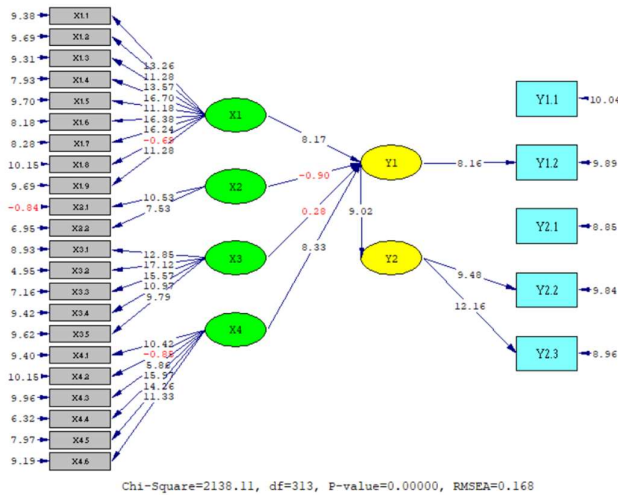 9.38 X1.1
9.69 X1.2
9.31 X1.3
7.93 X1.4
9.70 X1.5
8.18 X1.6
8.28 X1.7
10.15 X1.8
9.69 X1.9
-0.84 X2.1
6.95 X2.2
8.93 X3.1
4.95 X3.2
7.16 X3.3
9.42 X3.4
9.62 X3.5
9.40 X4.1
10.15 X4.2
9.96 X4.3
6.32 X4.4
7.97 X4.5
9.19 X4.6
13.26
11.28
13.57
16.70
11.18
16.38
16.24
11.28
10.53
7.53
12.85
17.12
15.57
10.97
9.79
10.42
5.86
15.97
14.26
11.33
X1
X2
X3
X4
8.17
-0.90
0.28
8.33
Y1
9.02
Y2
8.16
9.48
12.16
Y1.1 10.04
Y1.2 9.89
Y2.1 8.85
Y2.2 9.84
Y2.3 8.96
Chi-Square=2138.11, df=313, P-value=0.00000, RMSEA=0.168